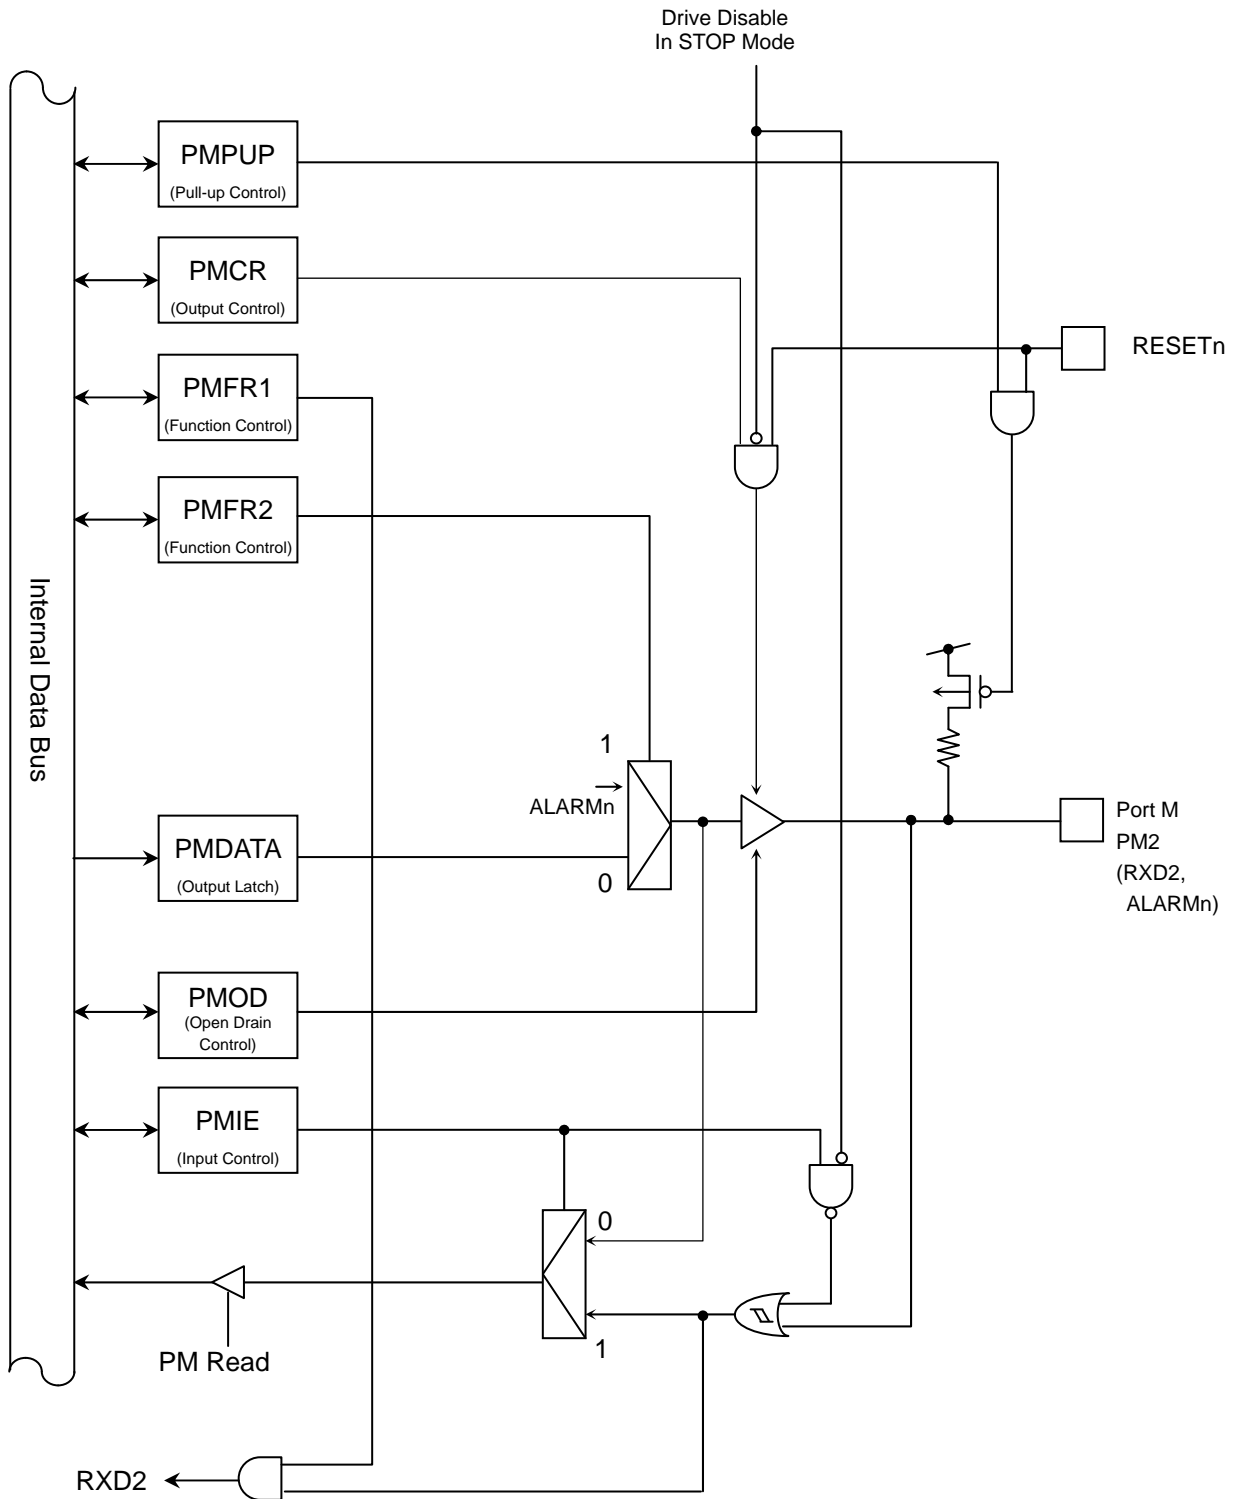 Drive Disable
In STOP Mode
PMPUP
(Pull-up Control)
PMCR
(Output Control)
RESETn
PMFR1
(Function Control)
PMFR2
(Function Control)
Internal Data Bus
1
ALARMn
0
PMDATA
(Output Latch)
Port M
PM2
(RXD2,
ALARMn)
PMOD
(Open Drain
Control)
PMIE
(Input Control)
0
1
PM Read
RXD2